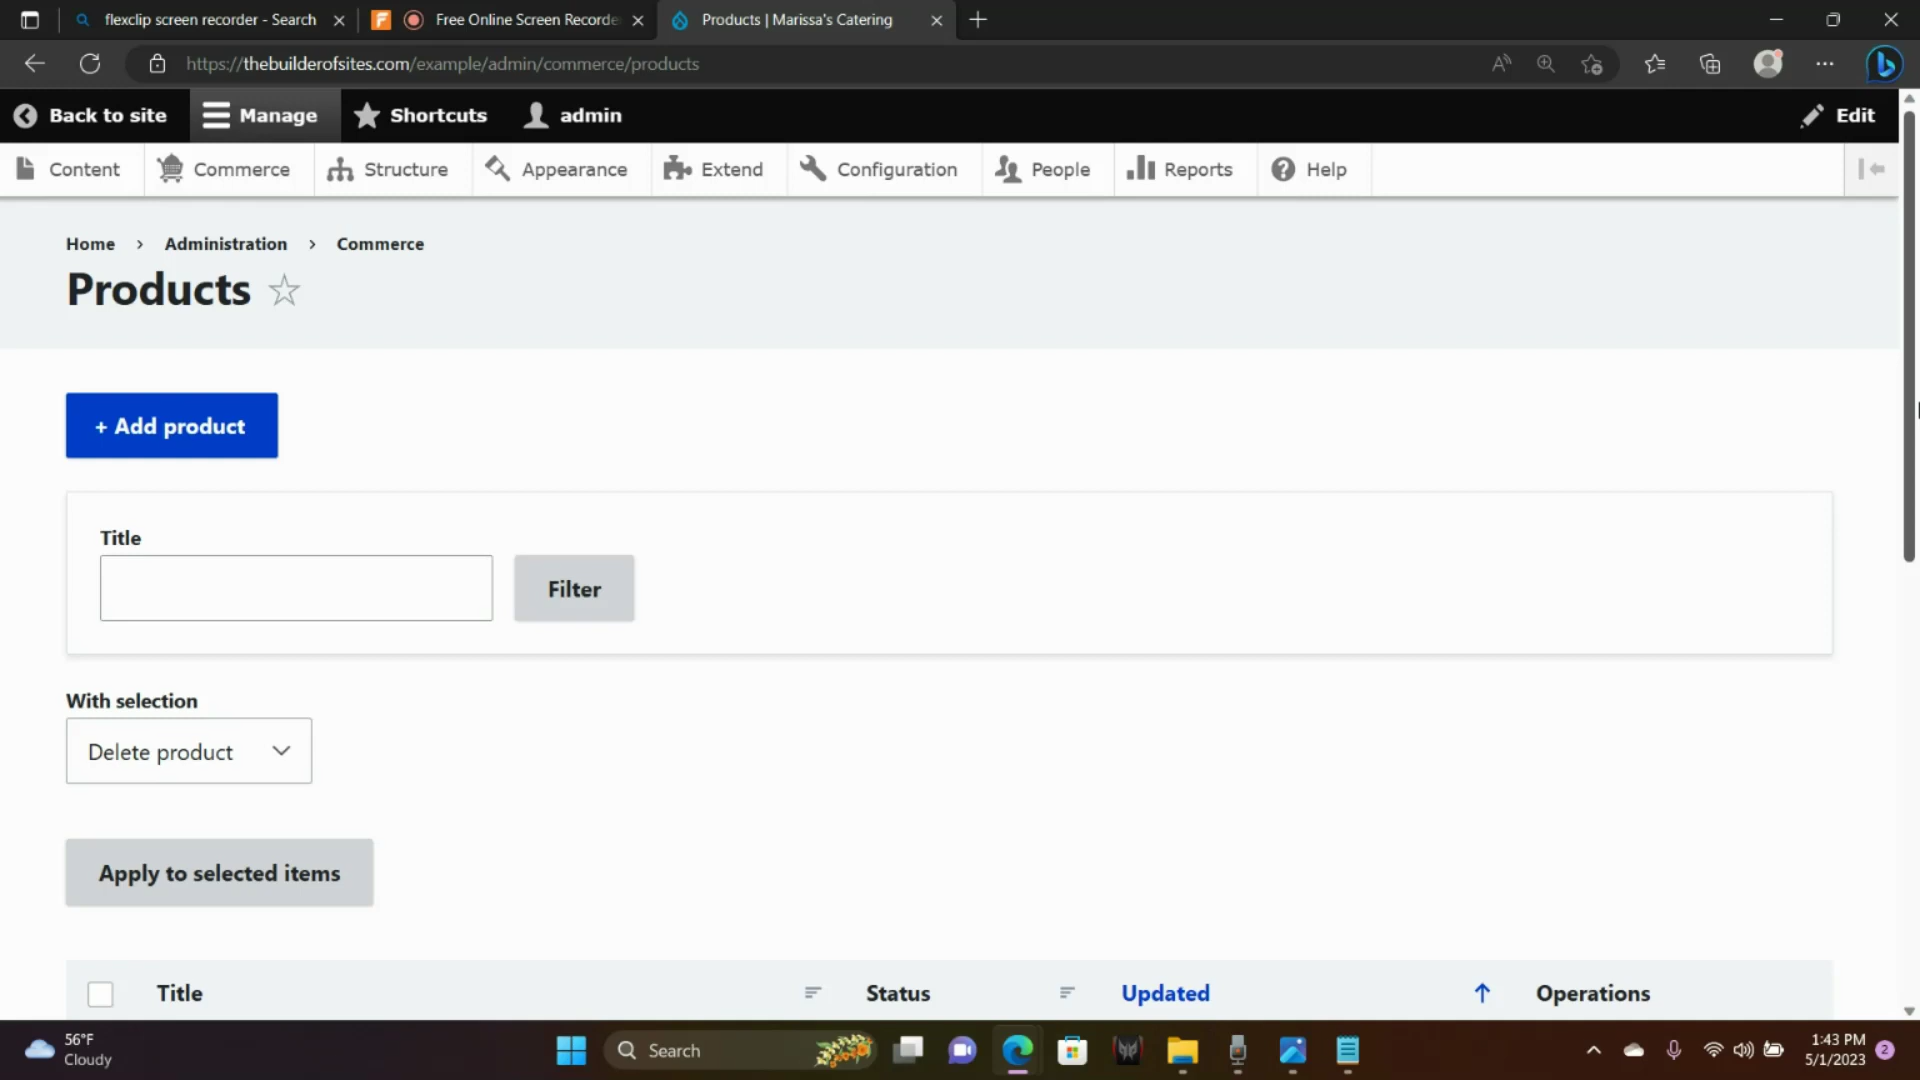 flexclip screen recorder - Search
Free Online Screen Recorde
Products | Marissa's Catering
https://thebuilderofsites.com/example/admin/commerce/products
Back to site
Manage
Shortcuts
admin
Edit
Content
Commerce
Structure
Appearance
Extend
Configuration
People
Reports
Help
Home › Administration › Commerce
Products
+ Add product
Title
Filter
With selection
Delete product
Apply to selected items
Title
Status
Updated
Operations
56°F
Cloudy
Search
1:43 PM
5/1/2023
2